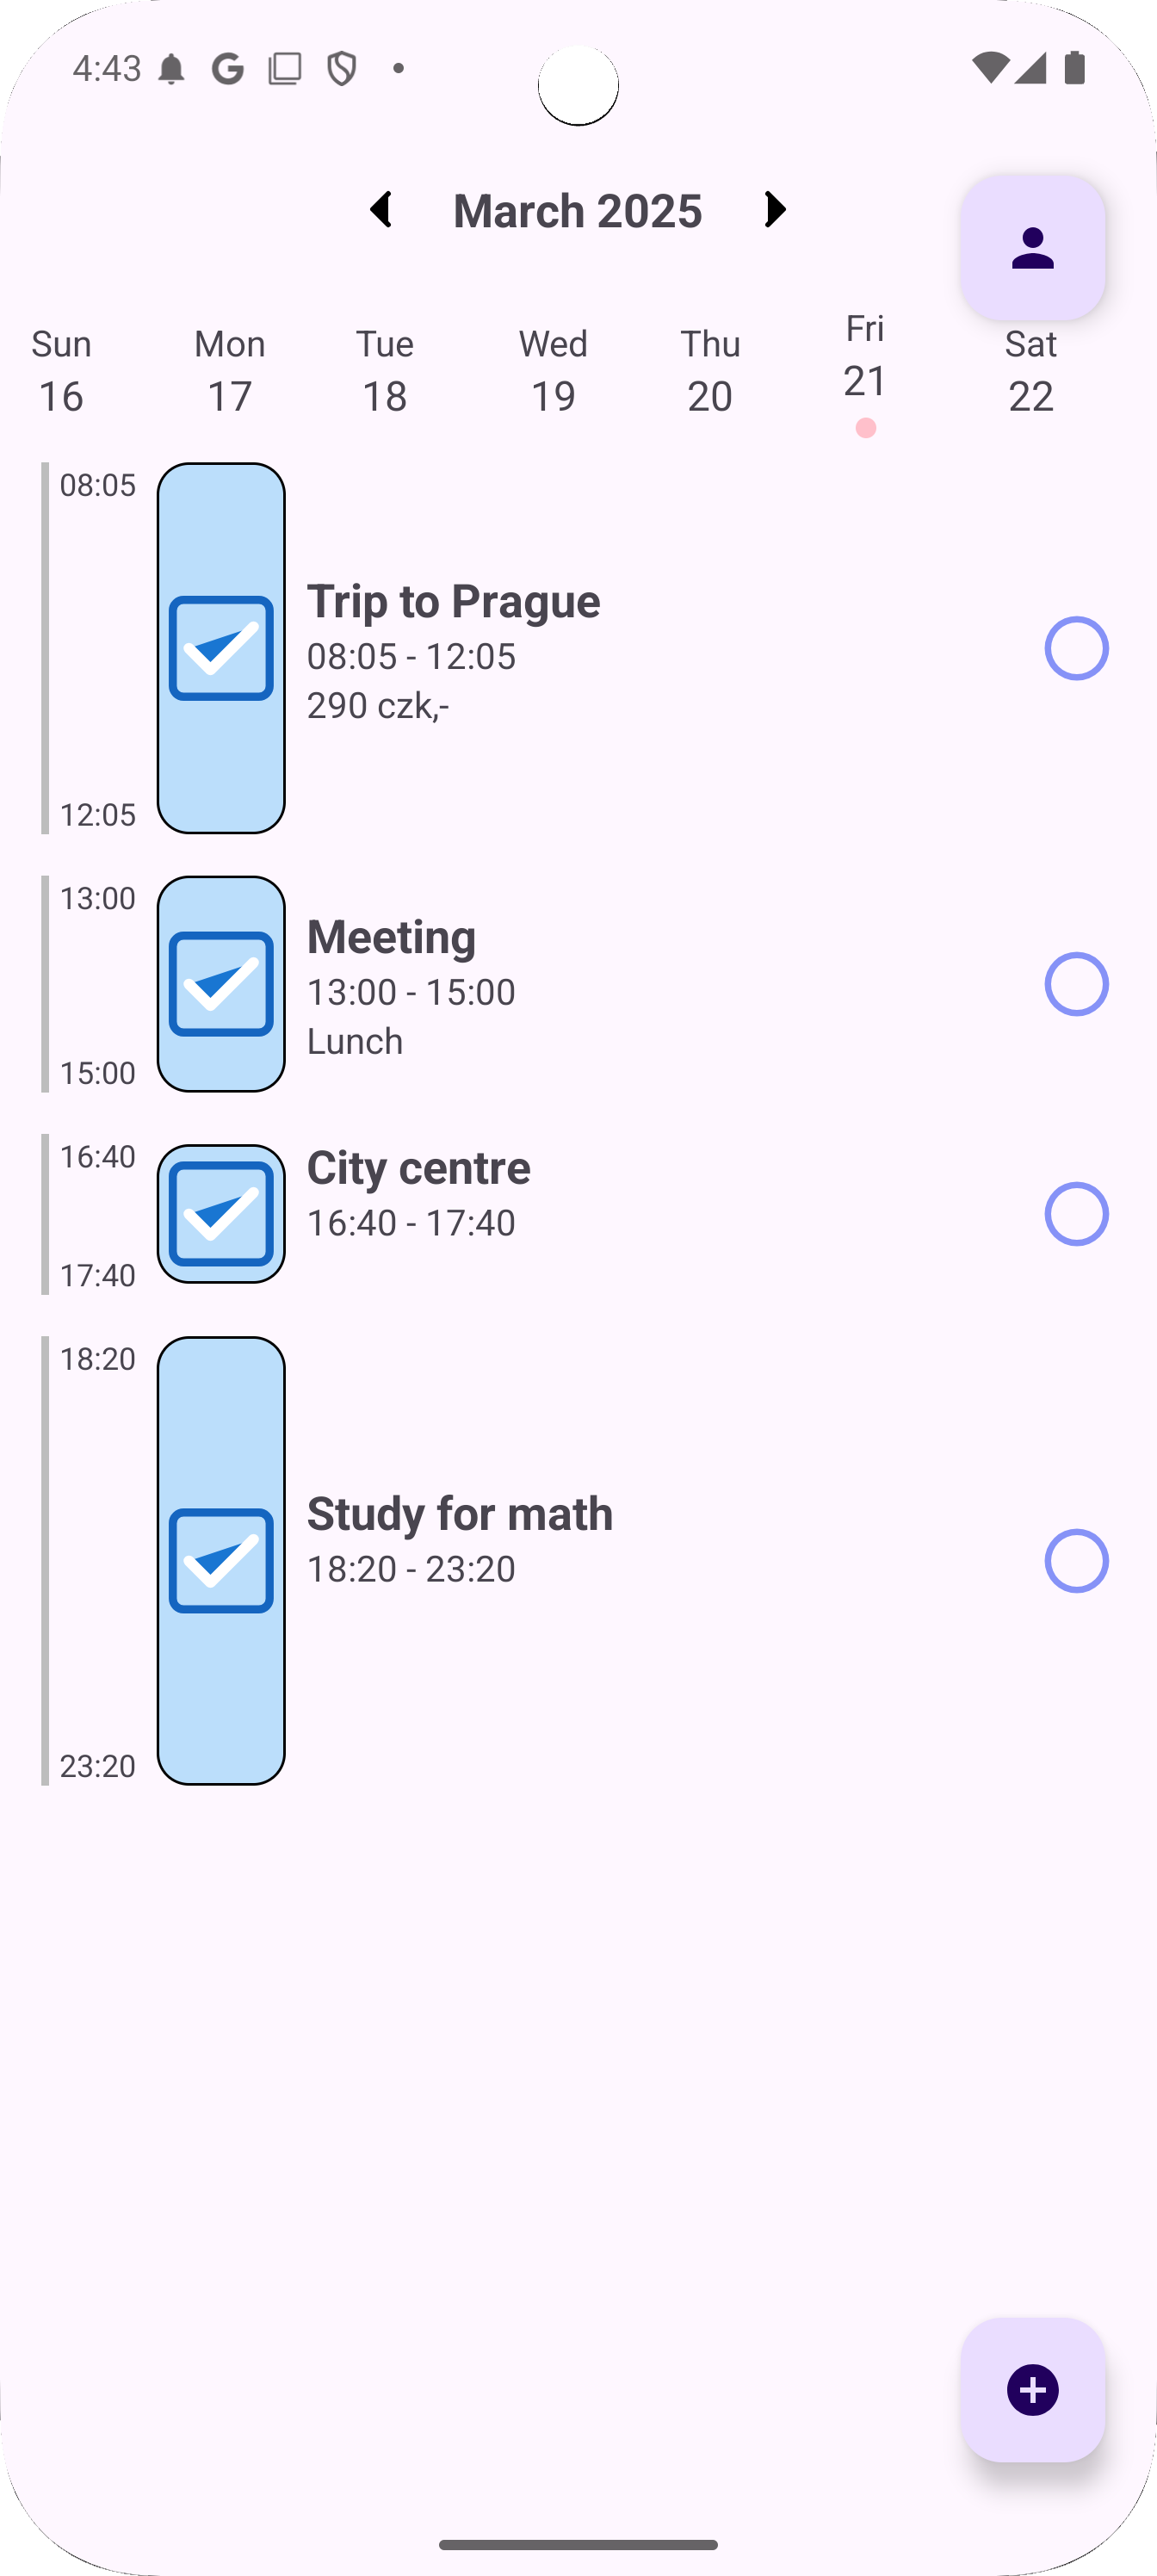 4:43
March 2025
Sun Mon Tue Wed Thu Fri Sat
16 17 18 19 20 21 22
08:05
Trip to Prague
08:05 - 12:05
290 czk,-
12:05
13:00
Meeting
13:00 - 15:00
Lunch
15:00
16:40
City centre
16:40 - 17:40
17:40
18:20
Study for math
18:20 - 23:20
23:20